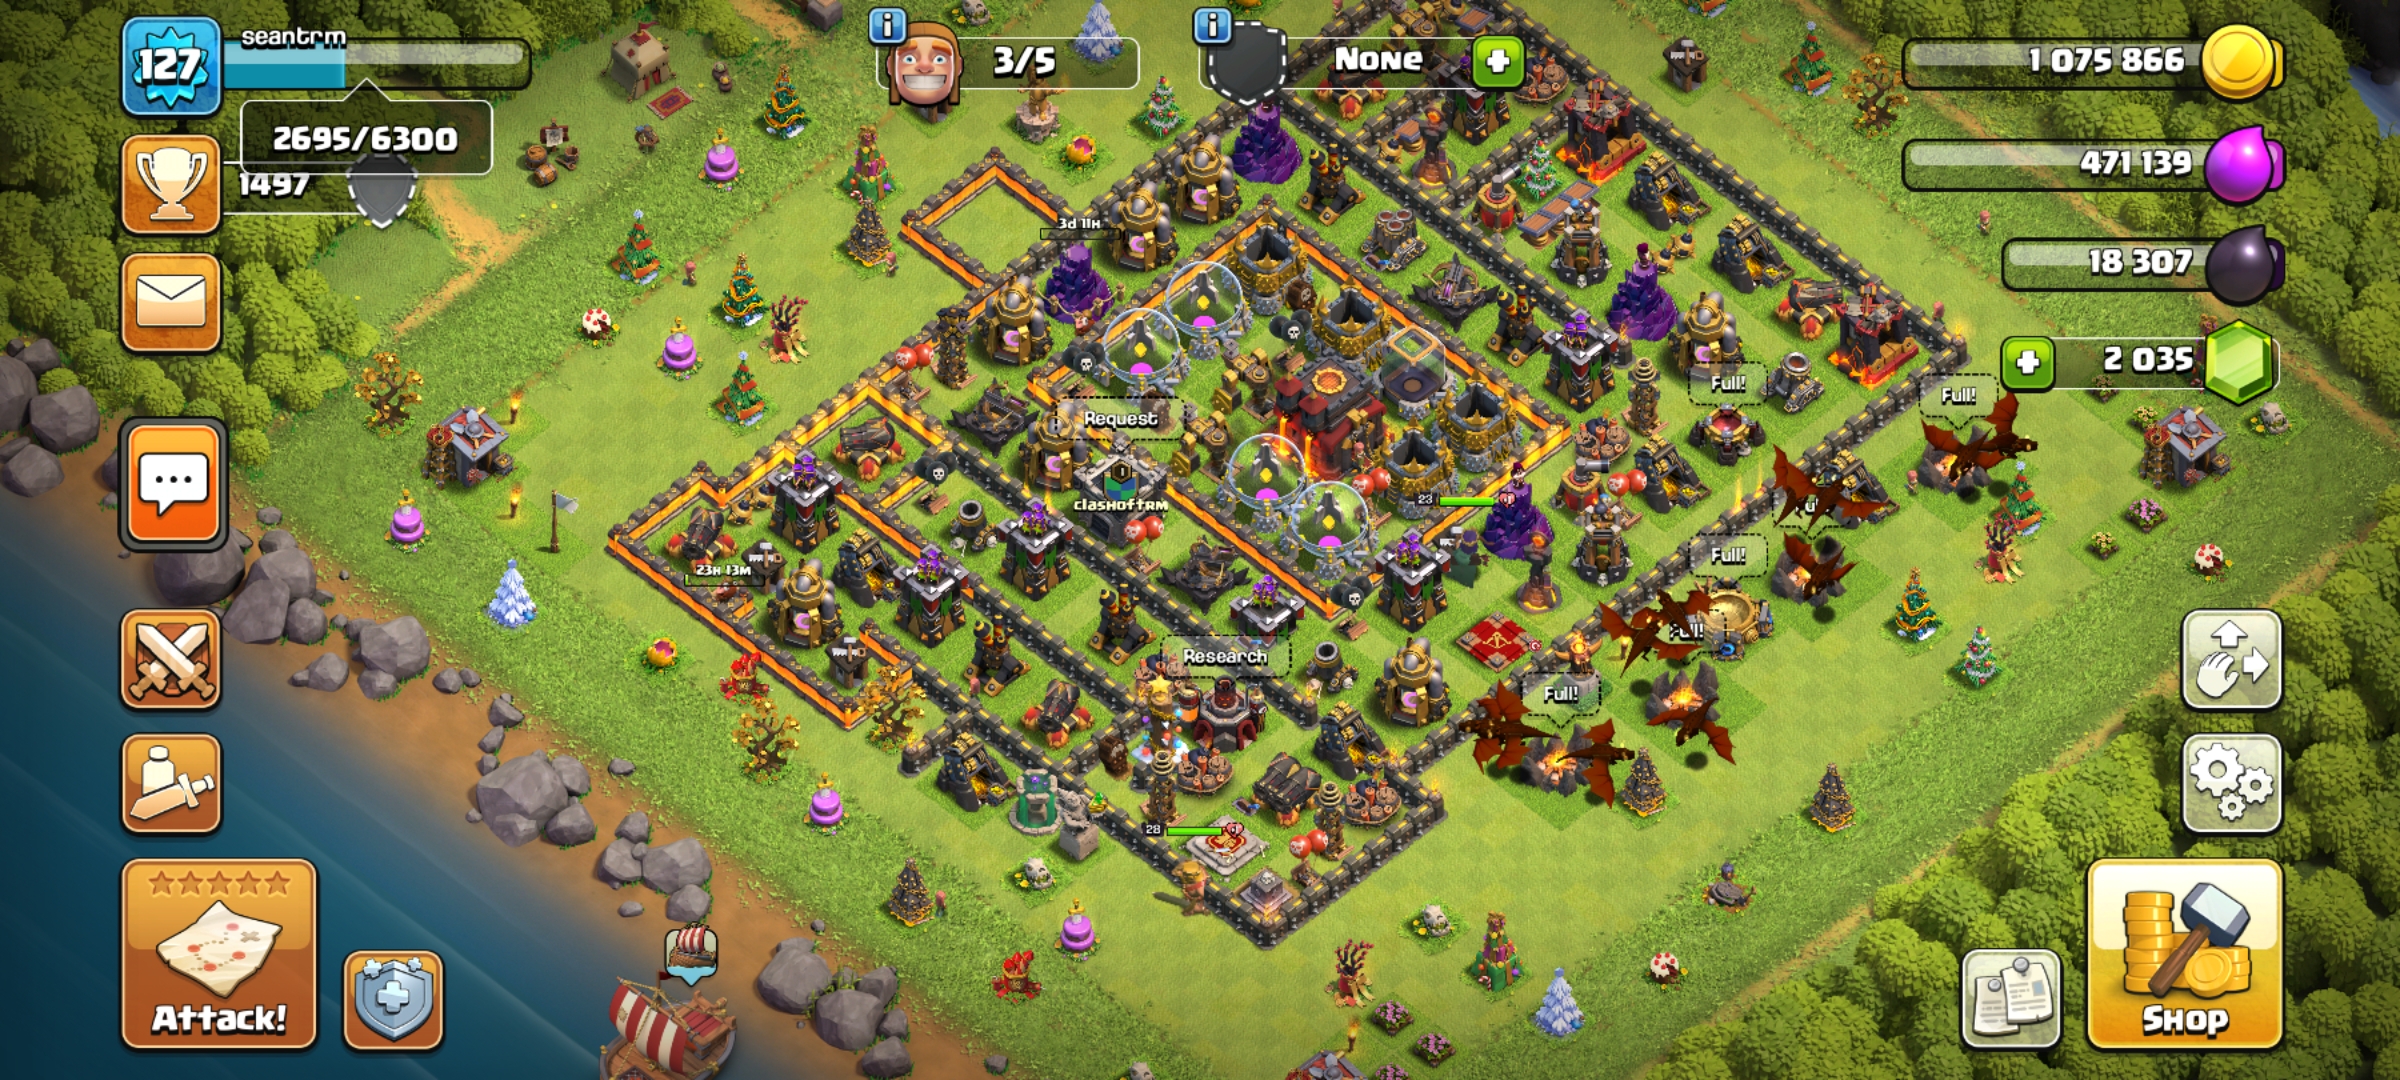 127
seantrm
2695/6300
1497
3/5
None
1 075 866
471 139
18 307
2 035
3d 11H
Request
clashoftrm
Full!
Full!
23
Full!
23H 13M
Full!
Research
Full!
28
Attack!
Shop